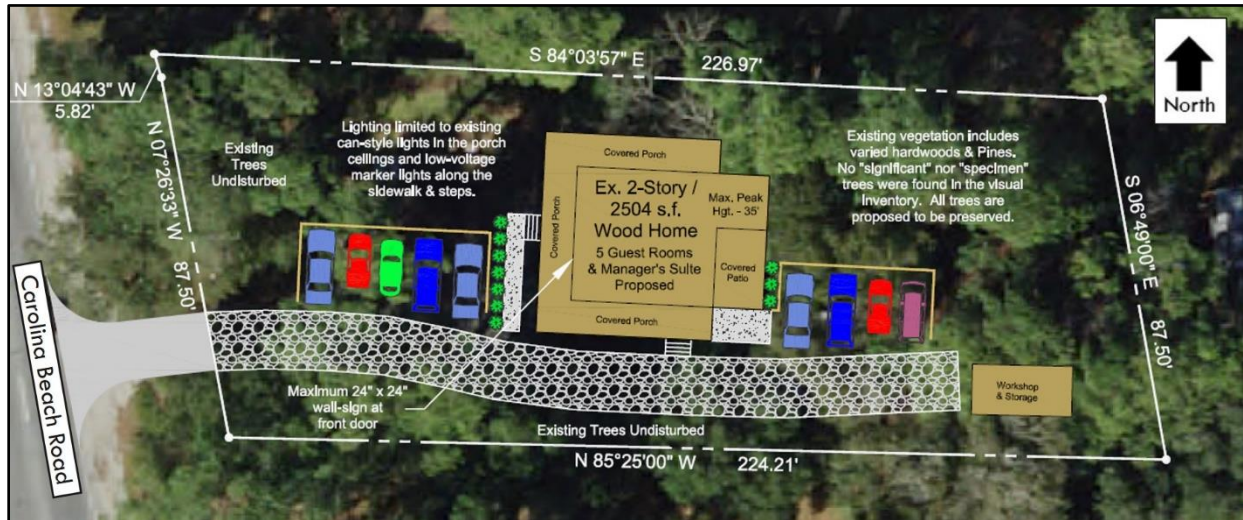 S 84°03'57" E 226.97'
North
N 13°04'43" W
5.82'
N 07°26'33" W 87.50'
Existing
Trees
Undisturbed
Lighting limited to existing
can-style lights in the porch
ceilings and low-voltage
marker lights along the
sidewalk & steps.
Covered Porch
Covered Porch
Ex. 2-Story /
2504 s.f.
Wood Home
5 Guest Rooms
& Manager's Suite
Proposed
Max. Peak
Hgt. - 35'
Covered
Patio
Covered Porch
Existing vegetation includes
varied hardwoods & Pines.
No "significant" nor "specimen"
trees were found in the visual
Inventory. All trees are
proposed to be preserved.
S 06°49'00" E 87.50'
Carolina Beach Road
Maximum 24" x 24"
wall-sign at
front door
Workshop
& Storage
Existing Trees Undisturbed
N 85°25'00" W 224.21'